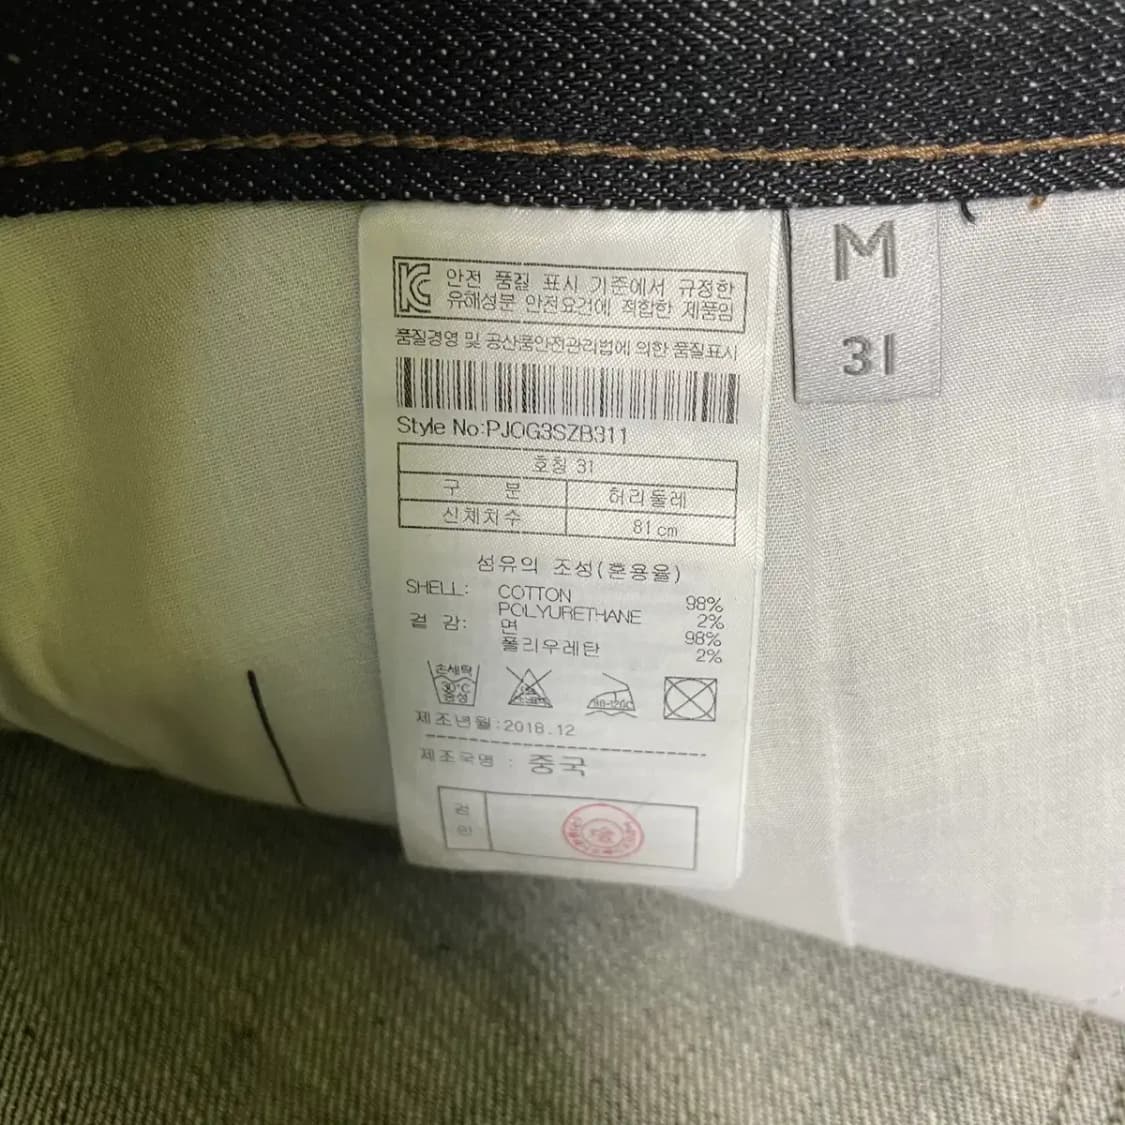 KC 안전 품질 표시 기준에서 규정한
유해성분 안전요건에 적합한 제품임
품질경영 및 공산품안전관리법에 의한 품질표시
Style No:PJOG3SZB311
호칭 31
구 분 허리둘레
신체치수 81cm
섬유의 조성(혼용율)
SHELL: COTTON 98%
POLYURETHANE 2%
겉 감: 면 98%
폴리우레탄 2%
손세탁
30°C
중성
80-120C
제조년월:2018.12
제조국명 : 중국
검
인
M
31